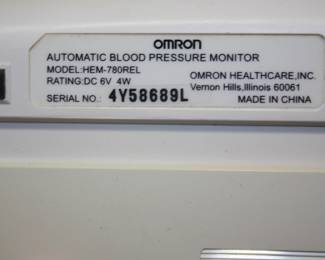 OMRON
AUTOMATIC BLOOD PRESSURE MONITOR
MODEL:HEM-780REL
RATING:DC 6V 4W
OMRON HEALTHCARE,INC.
Vernon Hills,Illinois 60061
SERIAL NO.: 4Y58689L
MADE IN CHINA